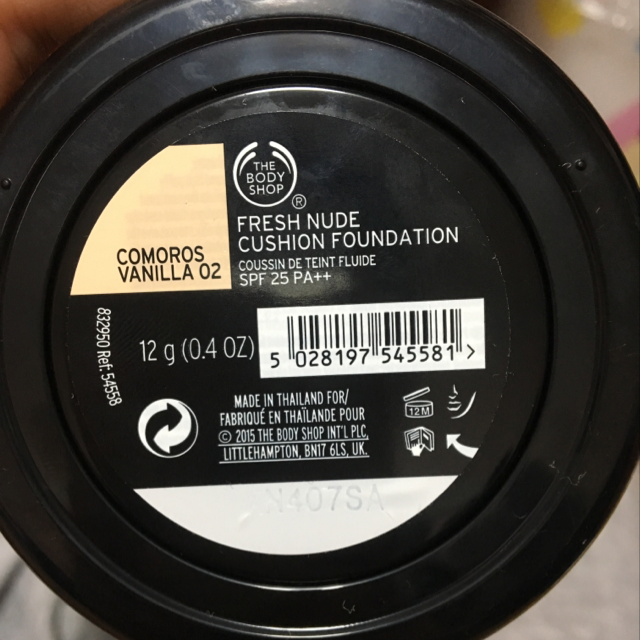 THE
BODY
SHOP
®
FRESH NUDE
CUSHION FOUNDATION
COUSSIN DE TEINT FLUIDE
SPF 25 PA++
COMOROS
VANILLA 02
832950 Ref: 54558
12 g (0.4 OZ)
5 028197 545581 >
MADE IN THAILAND FOR/
FABRIQUÉ EN THAÏLANDE POUR
© 2015 THE BODY SHOP INT'L PLC,
LITTLEHAMPTON, BN17 6LS, UK.
12M
N407SA